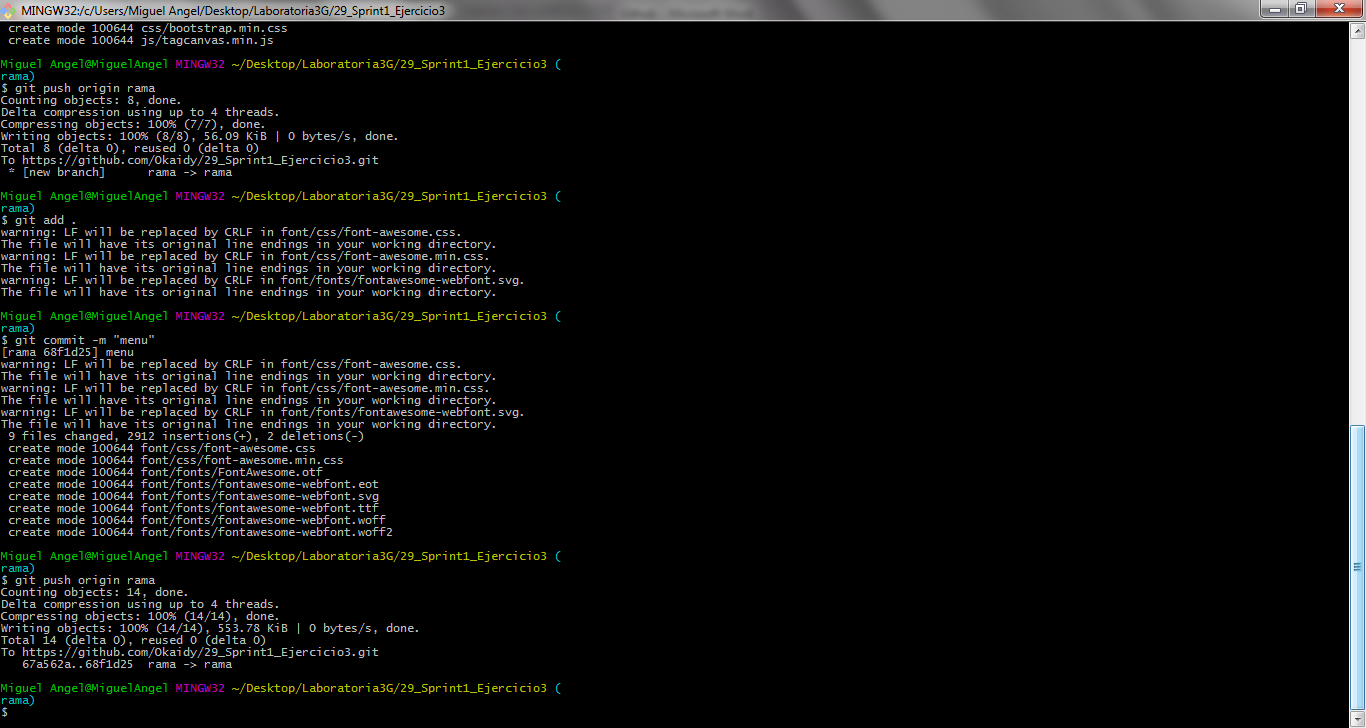 MINGW32:/c/Users/Miguel Angel/Desktop/Laboratoria3G/29_Sprint1_Ejercicio3
 create mode 100644 css/bootstrap.min.css
 create mode 100644 js/tagcanvas.min.js
Miguel Angel@MiguelAngel MINGW32 ~/Desktop/Laboratoria3G/29_Sprint1_Ejercicio3 (
rama)
$ git push origin rama
Counting objects: 8, done.
Delta compression using up to 4 threads.
Compressing objects: 100% (7/7), done.
Writing objects: 100% (8/8), 56.09 KiB | 0 bytes/s, done.
Total 8 (delta 0), reused 0 (delta 0)
To https://github.com/Okaidy/29_Sprint1_Ejercicio3.git
 * [new branch]      rama -> rama
Miguel Angel@MiguelAngel MINGW32 ~/Desktop/Laboratoria3G/29_Sprint1_Ejercicio3 (
rama)
$ git add .
warning: LF will be replaced by CRLF in font/css/font-awesome.css.
The file will have its original line endings in your working directory.
warning: LF will be replaced by CRLF in font/css/font-awesome.min.css.
The file will have its original line endings in your working directory.
warning: LF will be replaced by CRLF in font/fonts/fontawesome-webfont.svg.
The file will have its original line endings in your working directory.
Miguel Angel@MiguelAngel MINGW32 ~/Desktop/Laboratoria3G/29_Sprint1_Ejercicio3 (
rama)
$ git commit -m "menu"
[rama 68f1d25] menu
warning: LF will be replaced by CRLF in font/css/font-awesome.css.
The file will have its original line endings in your working directory.
warning: LF will be replaced by CRLF in font/css/font-awesome.min.css.
The file will have its original line endings in your working directory.
warning: LF will be replaced by CRLF in font/fonts/fontawesome-webfont.svg.
The file will have its original line endings in your working directory.
 9 files changed, 2912 insertions(+), 2 deletions(-)
 create mode 100644 font/css/font-awesome.css
 create mode 100644 font/css/font-awesome.min.css
 create mode 100644 font/fonts/FontAwesome.otf
 create mode 100644 font/fonts/fontawesome-webfont.eot
 create mode 100644 font/fonts/fontawesome-webfont.svg
 create mode 100644 font/fonts/fontawesome-webfont.ttf
 create mode 100644 font/fonts/fontawesome-webfont.woff
 create mode 100644 font/fonts/fontawesome-webfont.woff2
Miguel Angel@MiguelAngel MINGW32 ~/Desktop/Laboratoria3G/29_Sprint1_Ejercicio3 (
rama)
$ git push origin rama
Counting objects: 14, done.
Delta compression using up to 4 threads.
Compressing objects: 100% (14/14), done.
Writing objects: 100% (14/14), 553.78 KiB | 0 bytes/s, done.
Total 14 (delta 0), reused 0 (delta 0)
To https://github.com/Okaidy/29_Sprint1_Ejercicio3.git
   67a562a..68f1d25  rama -> rama
Miguel Angel@MiguelAngel MINGW32 ~/Desktop/Laboratoria3G/29_Sprint1_Ejercicio3 (
rama)
$